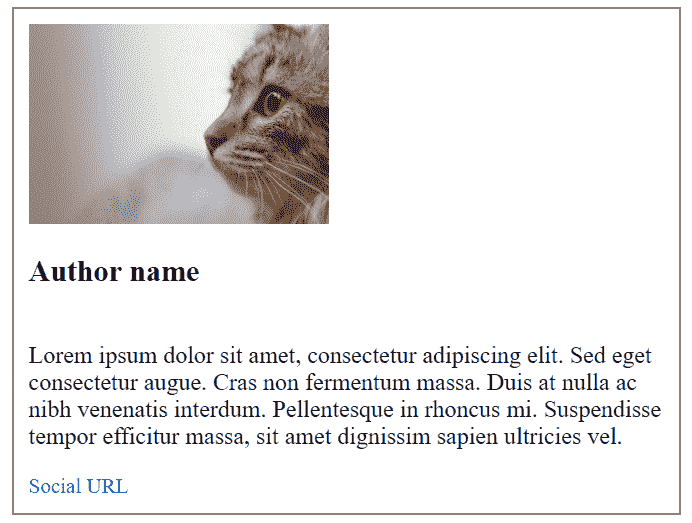 Author name
Lorem ipsum dolor sit amet, consectetur adipiscing elit. Sed eget
consectetur augue. Cras non fermentum massa. Duis at nulla ac
nibh venenatis interdum. Pellentesque in rhoncus mi. Suspendisse
tempor efficitur massa, sit amet dignissim sapien ultricies vel.
Social URL